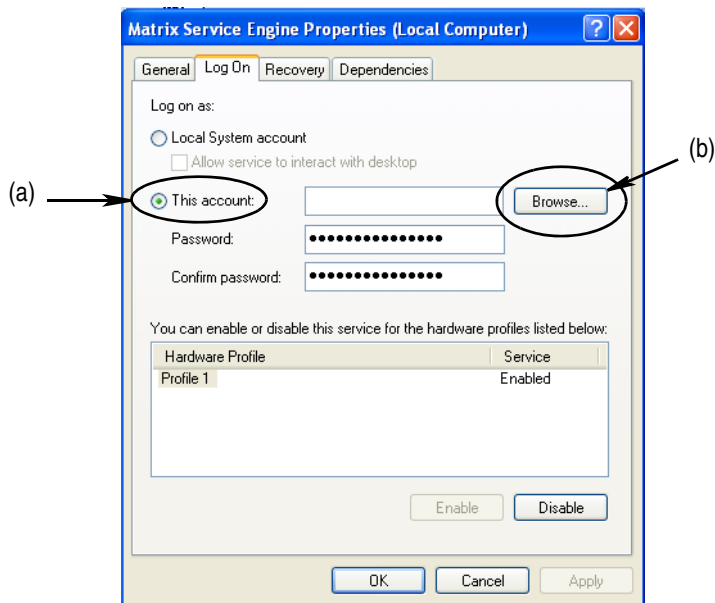 Matrix Service Engine Properties (Local Computer)
General Log On Recovery Dependencies
Log on as:
Local System account
Allow service to interact with desktop
(a) This account: Browse... (b)
Password: ●●●●●●●●●●●●●●●
Confirm password: ●●●●●●●●●●●●●●●
You can enable or disable this service for the hardware profiles listed below:
Hardware Profile Service
Profile 1 Enabled
Enable Disable
OK Cancel Apply